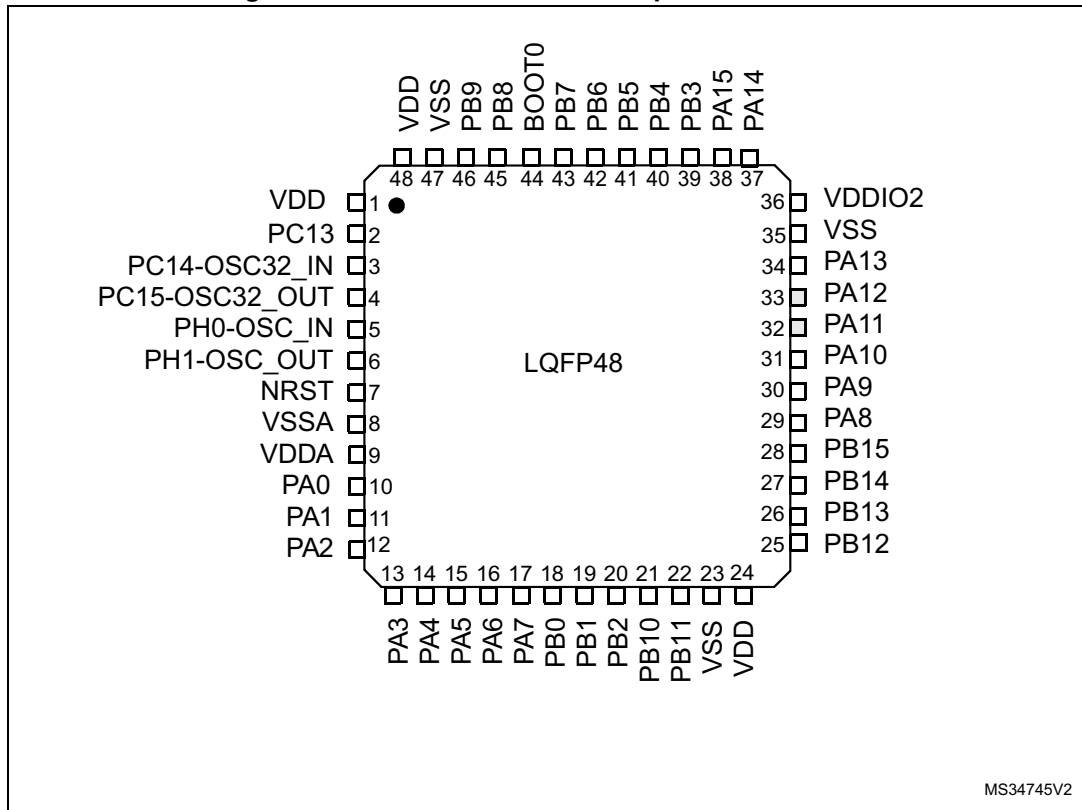 VDD
VSS
PB9
PB8
BOOT0
PB7
PB6
PB5
PB4
PB3
PA15
PA14
48 47 46 45 44 43 42 41 40 39 38 37
VDD 1
PC13 2
PC14-OSC32_IN 3
PC15-OSC32_OUT 4
PH0-OSC_IN 5
PH1-OSC_OUT 6
NRST 7
VSSA 8
VDDA 9
PA0 10
PA1 11
PA2 12
LQFP48
36 VDDIO2
35 VSS
34 PA13
33 PA12
32 PA11
31 PA10
30 PA9
29 PA8
28 PB15
27 PB14
26 PB13
25 PB12
13 14 15 16 17 18 19 20 21 22 23 24
PA3
PA4
PA5
PA6
PA7
PB0
PB1
PB2
PB10
PB11
VSS
VDD
MS34745V2